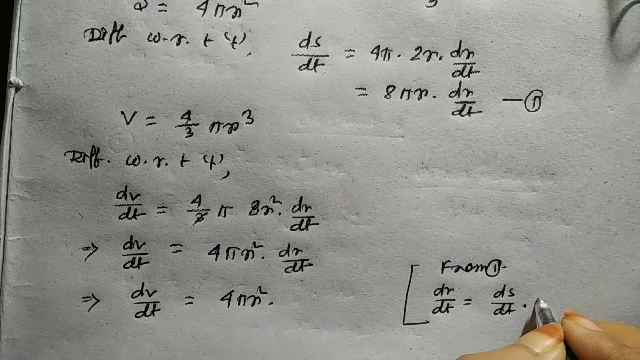 = 4πr²
Diff w.r.t t,
ds/dt = 4π. 2r. dr/dt
= 8πr. dr/dt —①
V = 4/3 πr³
Diff. w.r.t t,
dv/dt = 4/3 π 3r². dr/dt
⇒ dv/dt = 4πr². dr/dt
⇒ dv/dt = 4πr².
From①.
dr/dt = ds/dt .